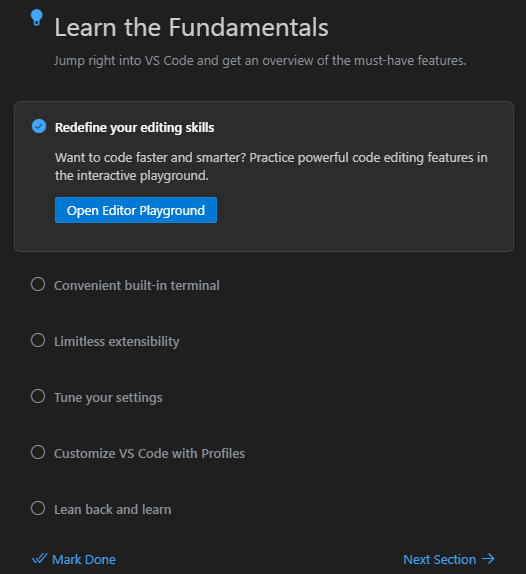 Learn the Fundamentals
Jump right into VS Code and get an overview of the must-have features.
Redefine your editing skills
Want to code faster and smarter? Practice powerful code editing features in
the interactive playground.
Open Editor Playground
Convenient built-in terminal
Limitless extensibility
Tune your settings
Customize VS Code with Profiles
Lean back and learn
Mark Done
Next Section